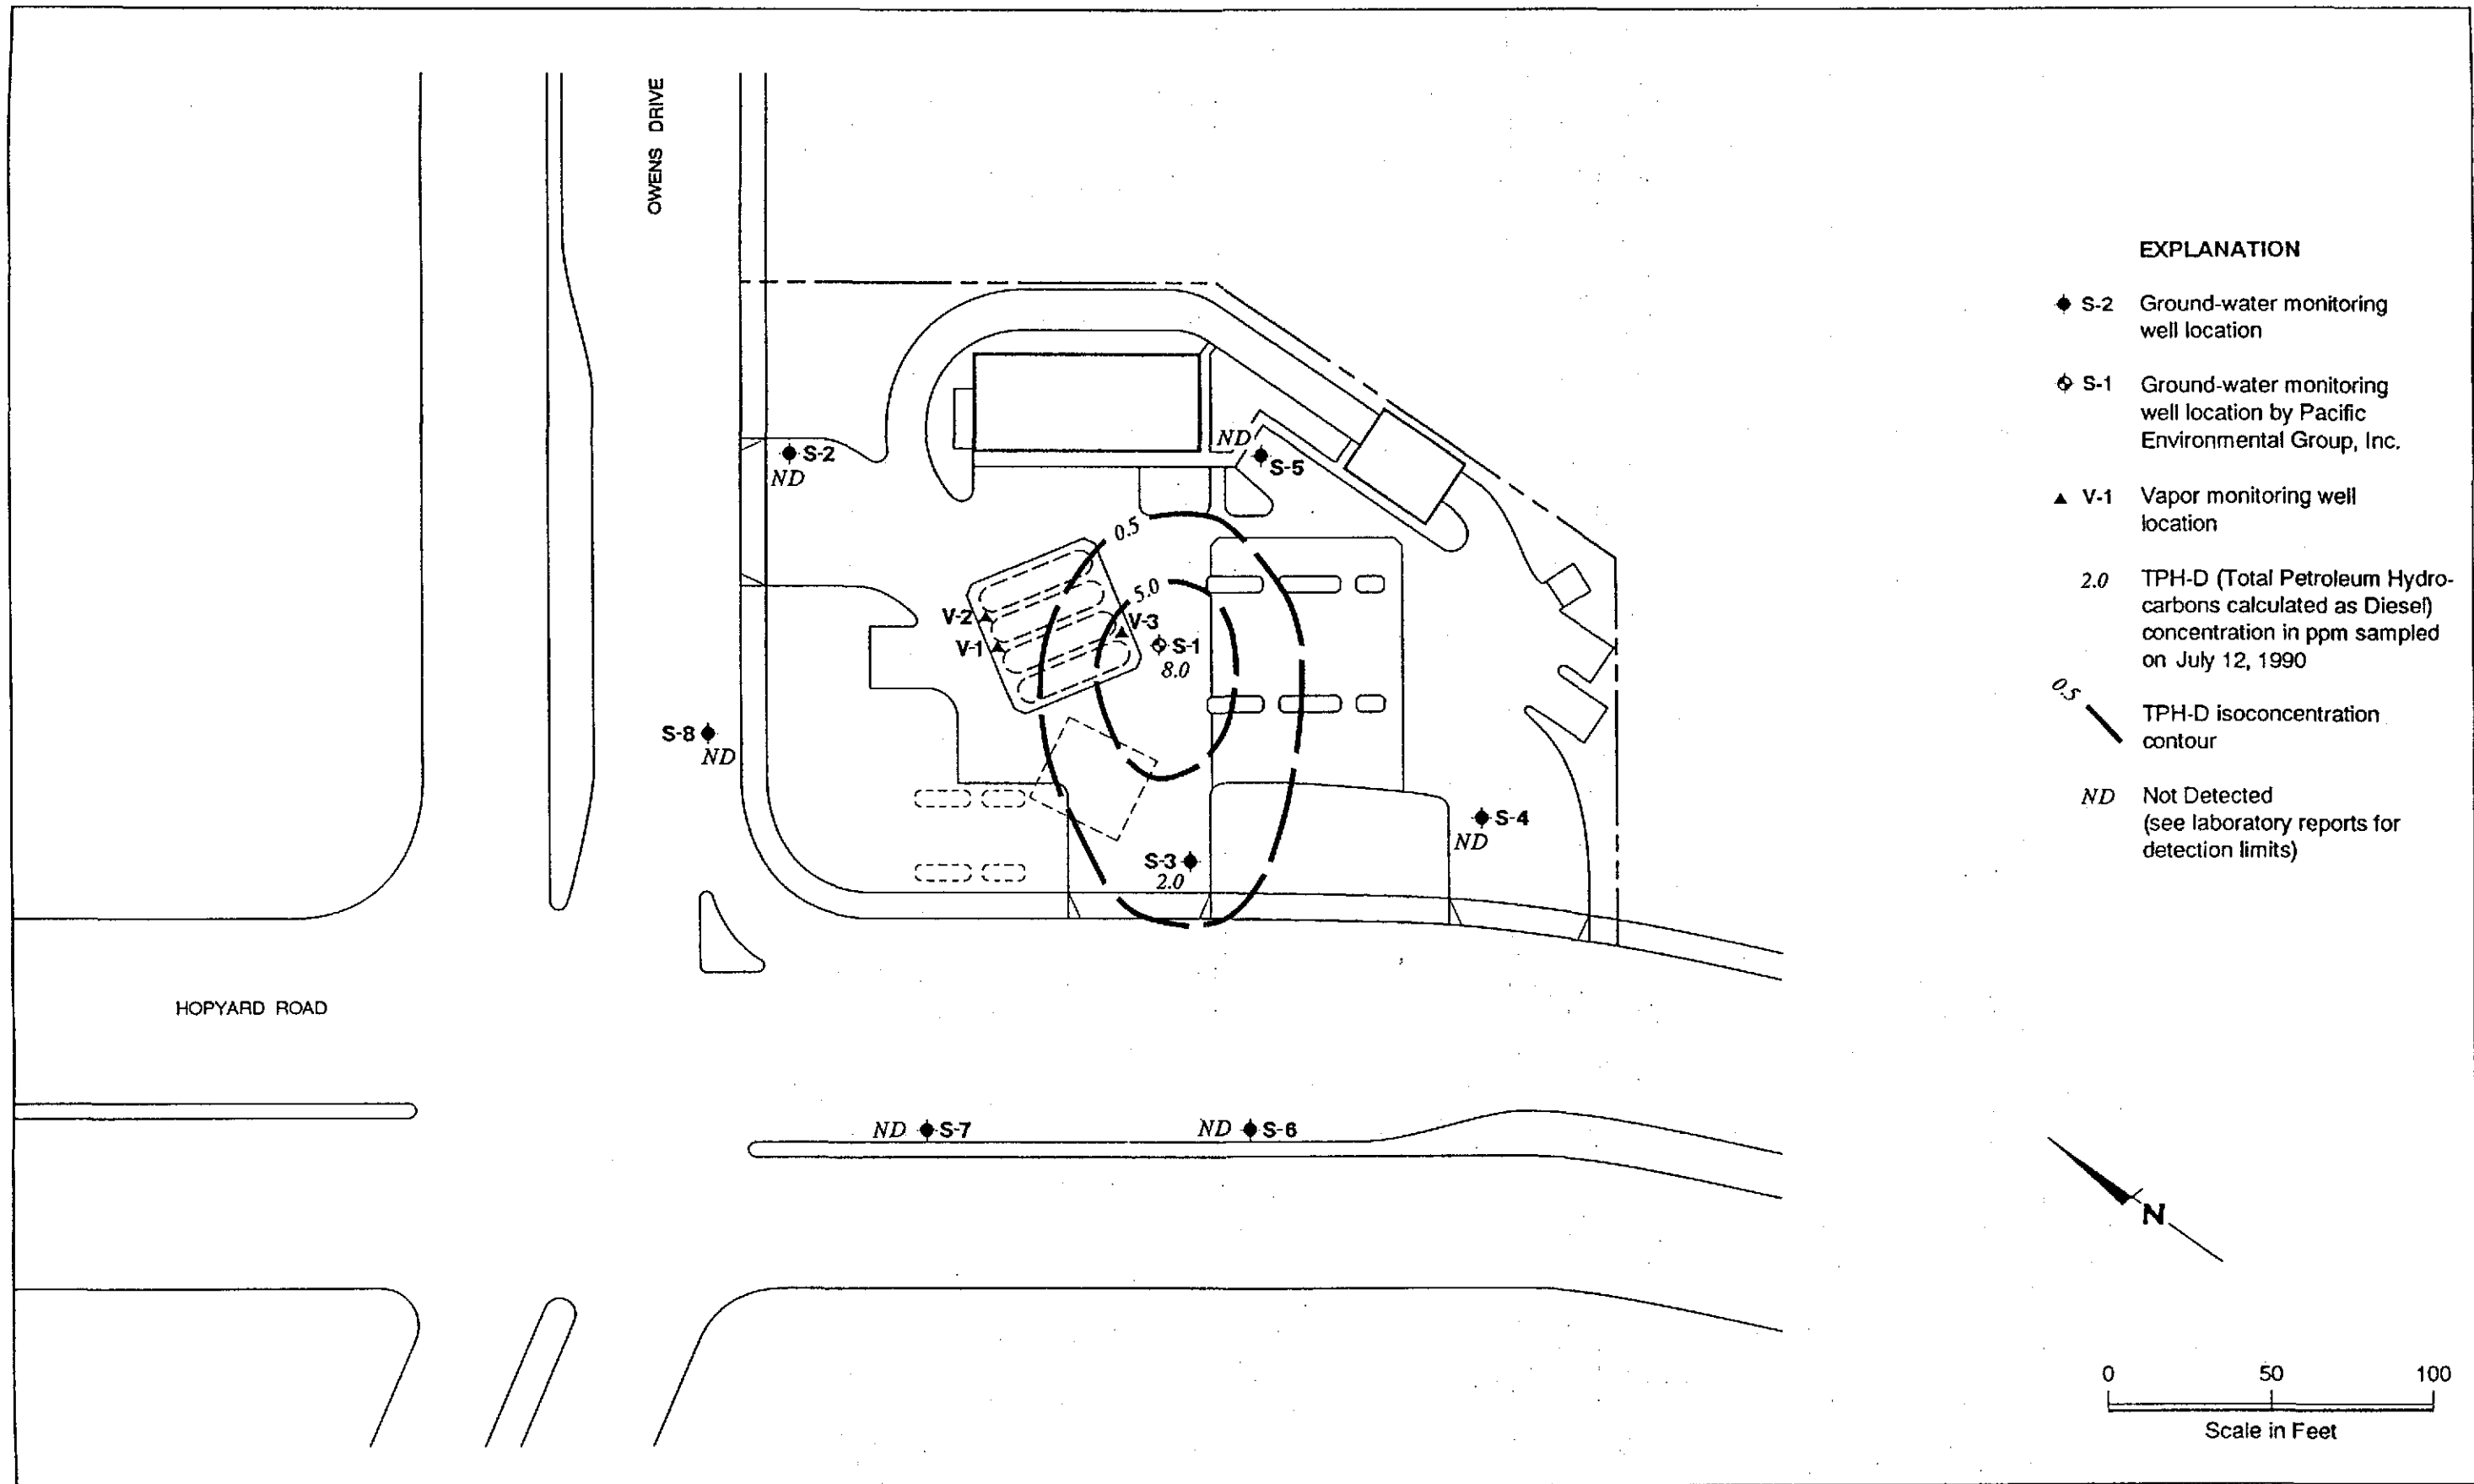 OWENS DRIVE
EXPLANATION
S-2 Ground-water monitoring
well location
S-1 Ground-water monitoring
well location by Pacific
Environmental Group, Inc.
V-1 Vapor monitoring well
location
2.0 TPH-D (Total Petroleum Hydro-
carbons calculated as Diesel)
concentration in ppm sampled
on July 12, 1990
0.5
TPH-D isoconcentration
contour
ND Not Detected
(see laboratory reports for
detection limits)
S-2
ND
ND
S-5
0.5
5.0
V-2
V-3
V-1
S-1
8.0
S-8
ND
S-4
ND
S-3
2.0
HOPYARD ROAD
ND S-7
ND S-6
N
0 50 100
Scale in Feet